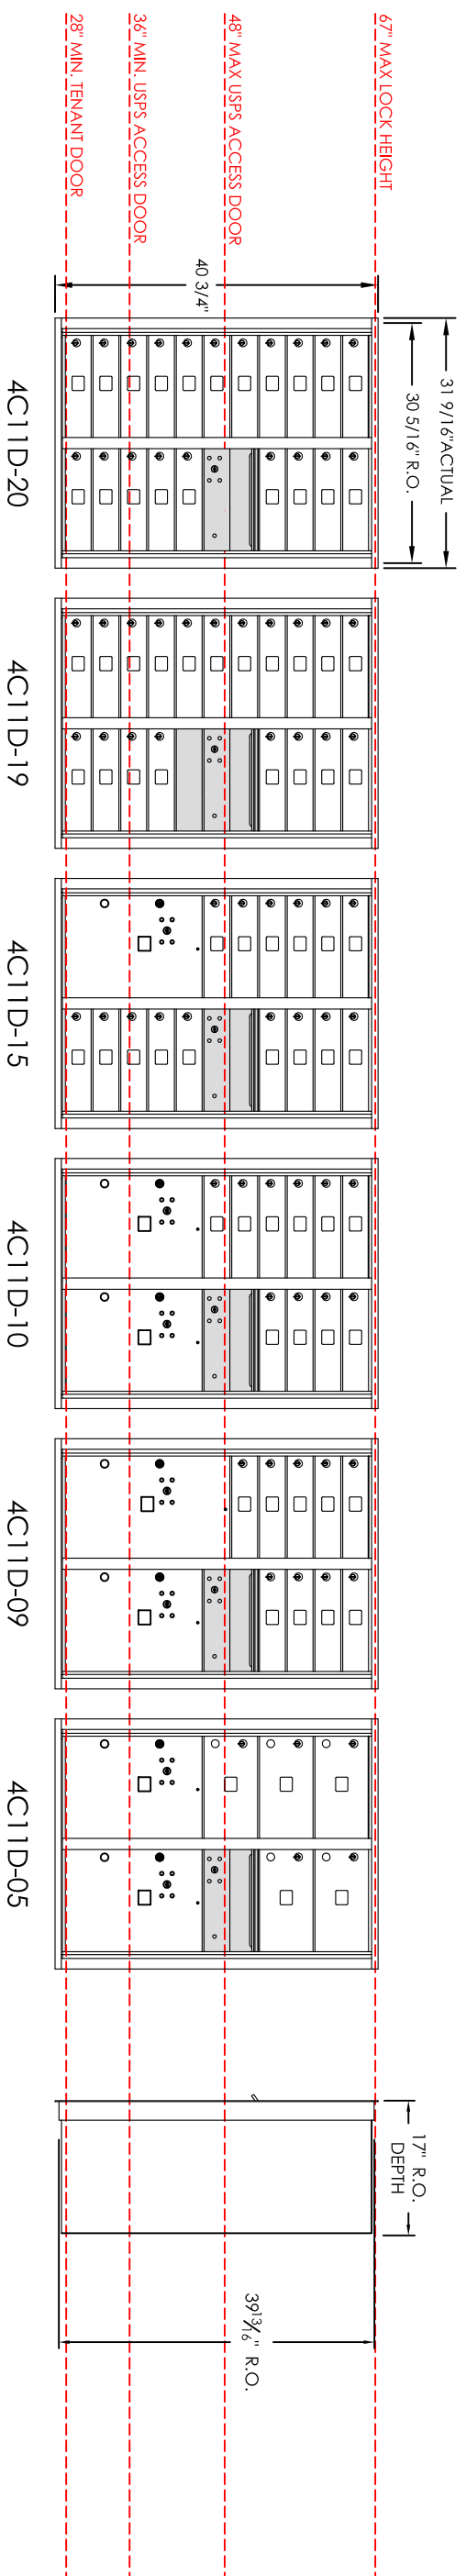 67" MAX LOCK HEIGHT
48" MAX USPS ACCESS DOOR
36" MIN. USPS ACCESS DOOR
28" MIN. TENANT DOOR
40 3/4"
31 9/16" ACTUAL
30 5/16" R.O.
4C11D-20
4C11D-19
4C11D-15
4C11D-10
4C11D-09
4C11D-05
17" R.O.
DEPTH
39 13/16" R.O.